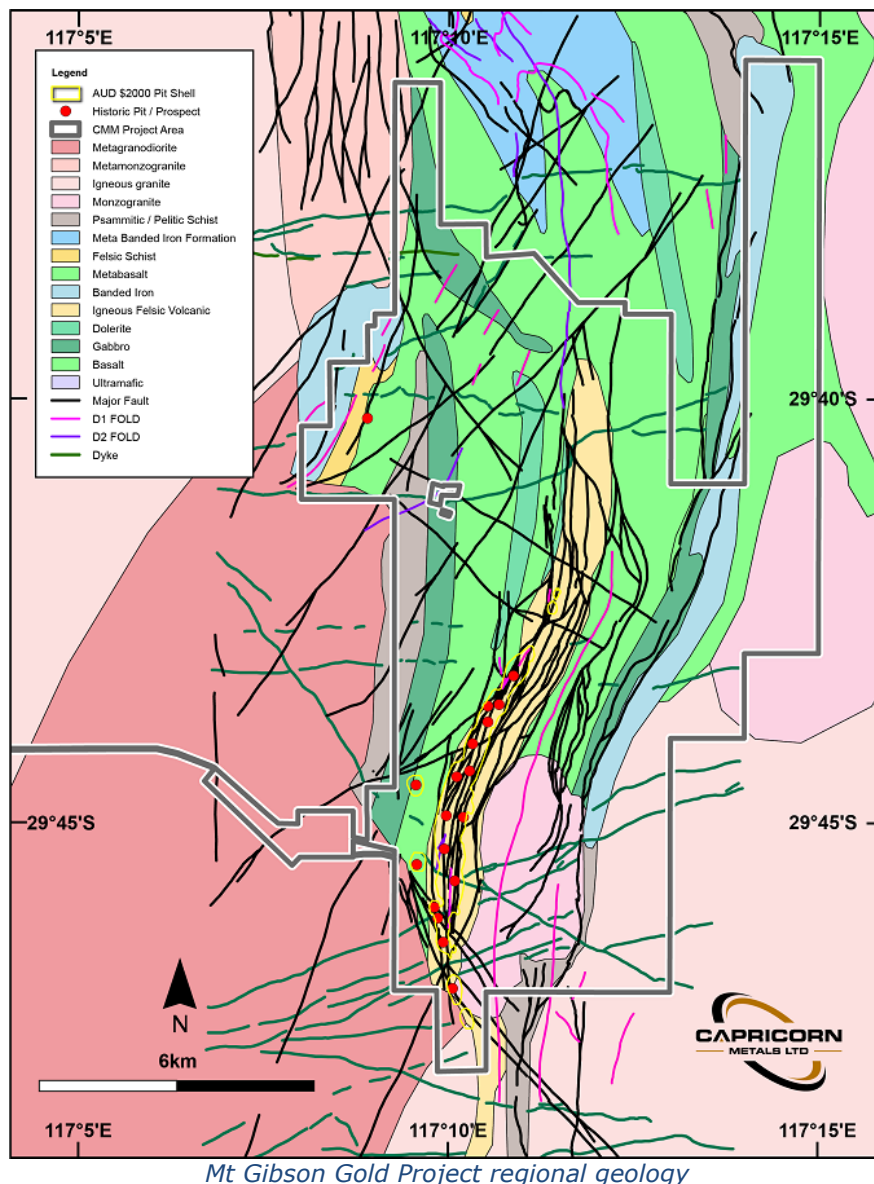 117°5'E
117°10'E
117°15'E
Legend
AUD $2000 Pit Shell
Historic Pit / Prospect
CMM Project Area
Metagranodiorite
Metamonzogranite
Igneous granite
Monzogranite
Psammitic / Pelitic Schist
Meta Banded Iron Formation
Felsic Schist
Metabasalt
Banded Iron
Igneous Felsic Volcanic
Dolerite
Gabbro
Basalt
Ultramafic
Major Fault
D1 FOLD
D2 FOLD
Dyke
29°40'S
29°45'S
N
6km
CAPRICORN
METALS LTD
117°5'E
117°10'E
117°15'E
Mt Gibson Gold Project regional geology